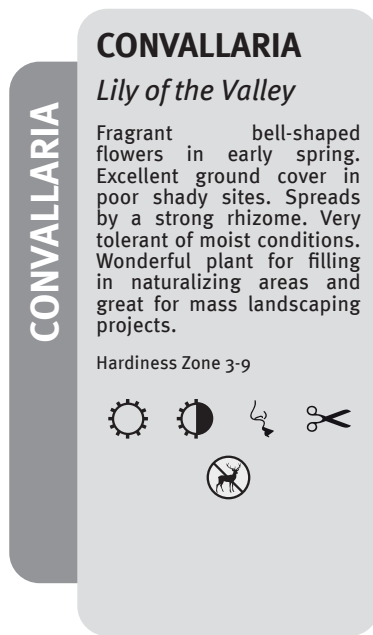 CONVALLARIA
CONVALLARIA
Lily of the Valley
Fragrant bell-shaped
flowers in early spring.
Excellent ground cover in
poor shady sites. Spreads
by a strong rhizome. Very
tolerant of moist conditions.
Wonderful plant for filling
in naturalizing areas and
great for mass landscaping
projects.
Hardiness Zone 3-9